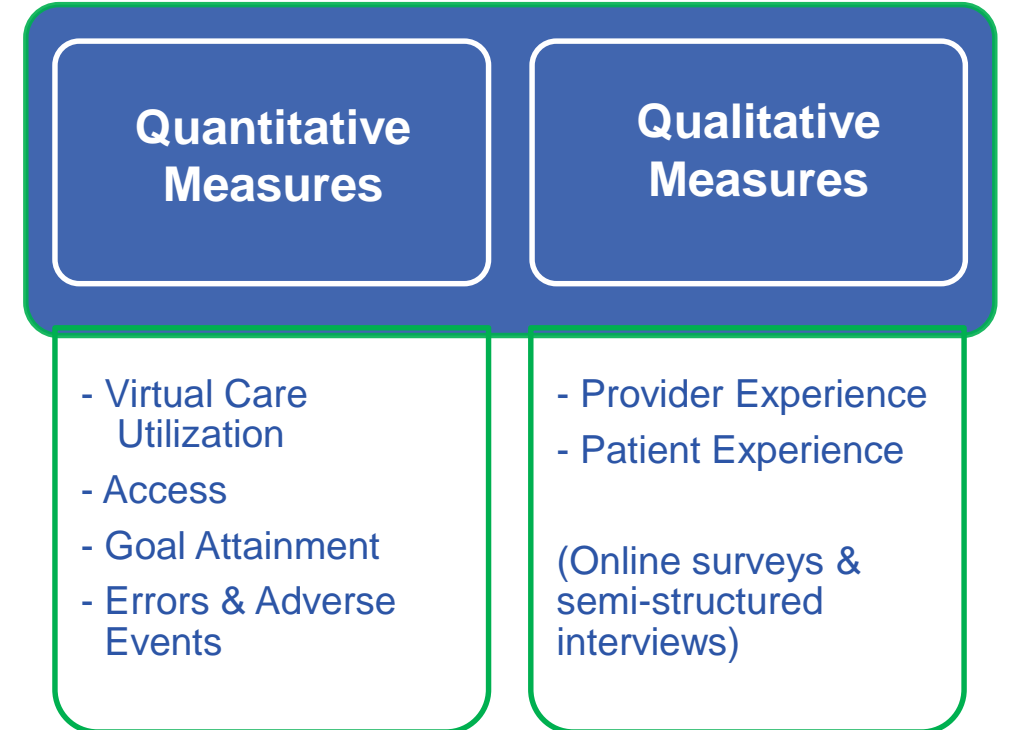 Quantitative
Measures
- Virtual Care
Utilization
- Access
- Goal Attainment
- Errors & Adverse
Events
Qualitative
Measures
- Provider Experience
- Patient Experience
(Online surveys &
semi-structured
interviews)